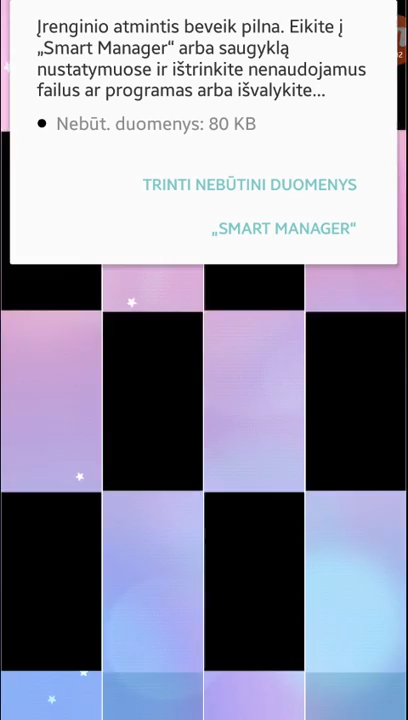 Įrenginio atmintis beveik pilna. Eikite į
„Smart Manager“ arba saugyklą
nustatymuose ir ištrinkite nenaudojamus
failus ar programas arba išvalykite...
Nebūt. duomenys: 80 KB
TRINTI NEBŪTINI DUOMENYS
„SMART MANAGER“